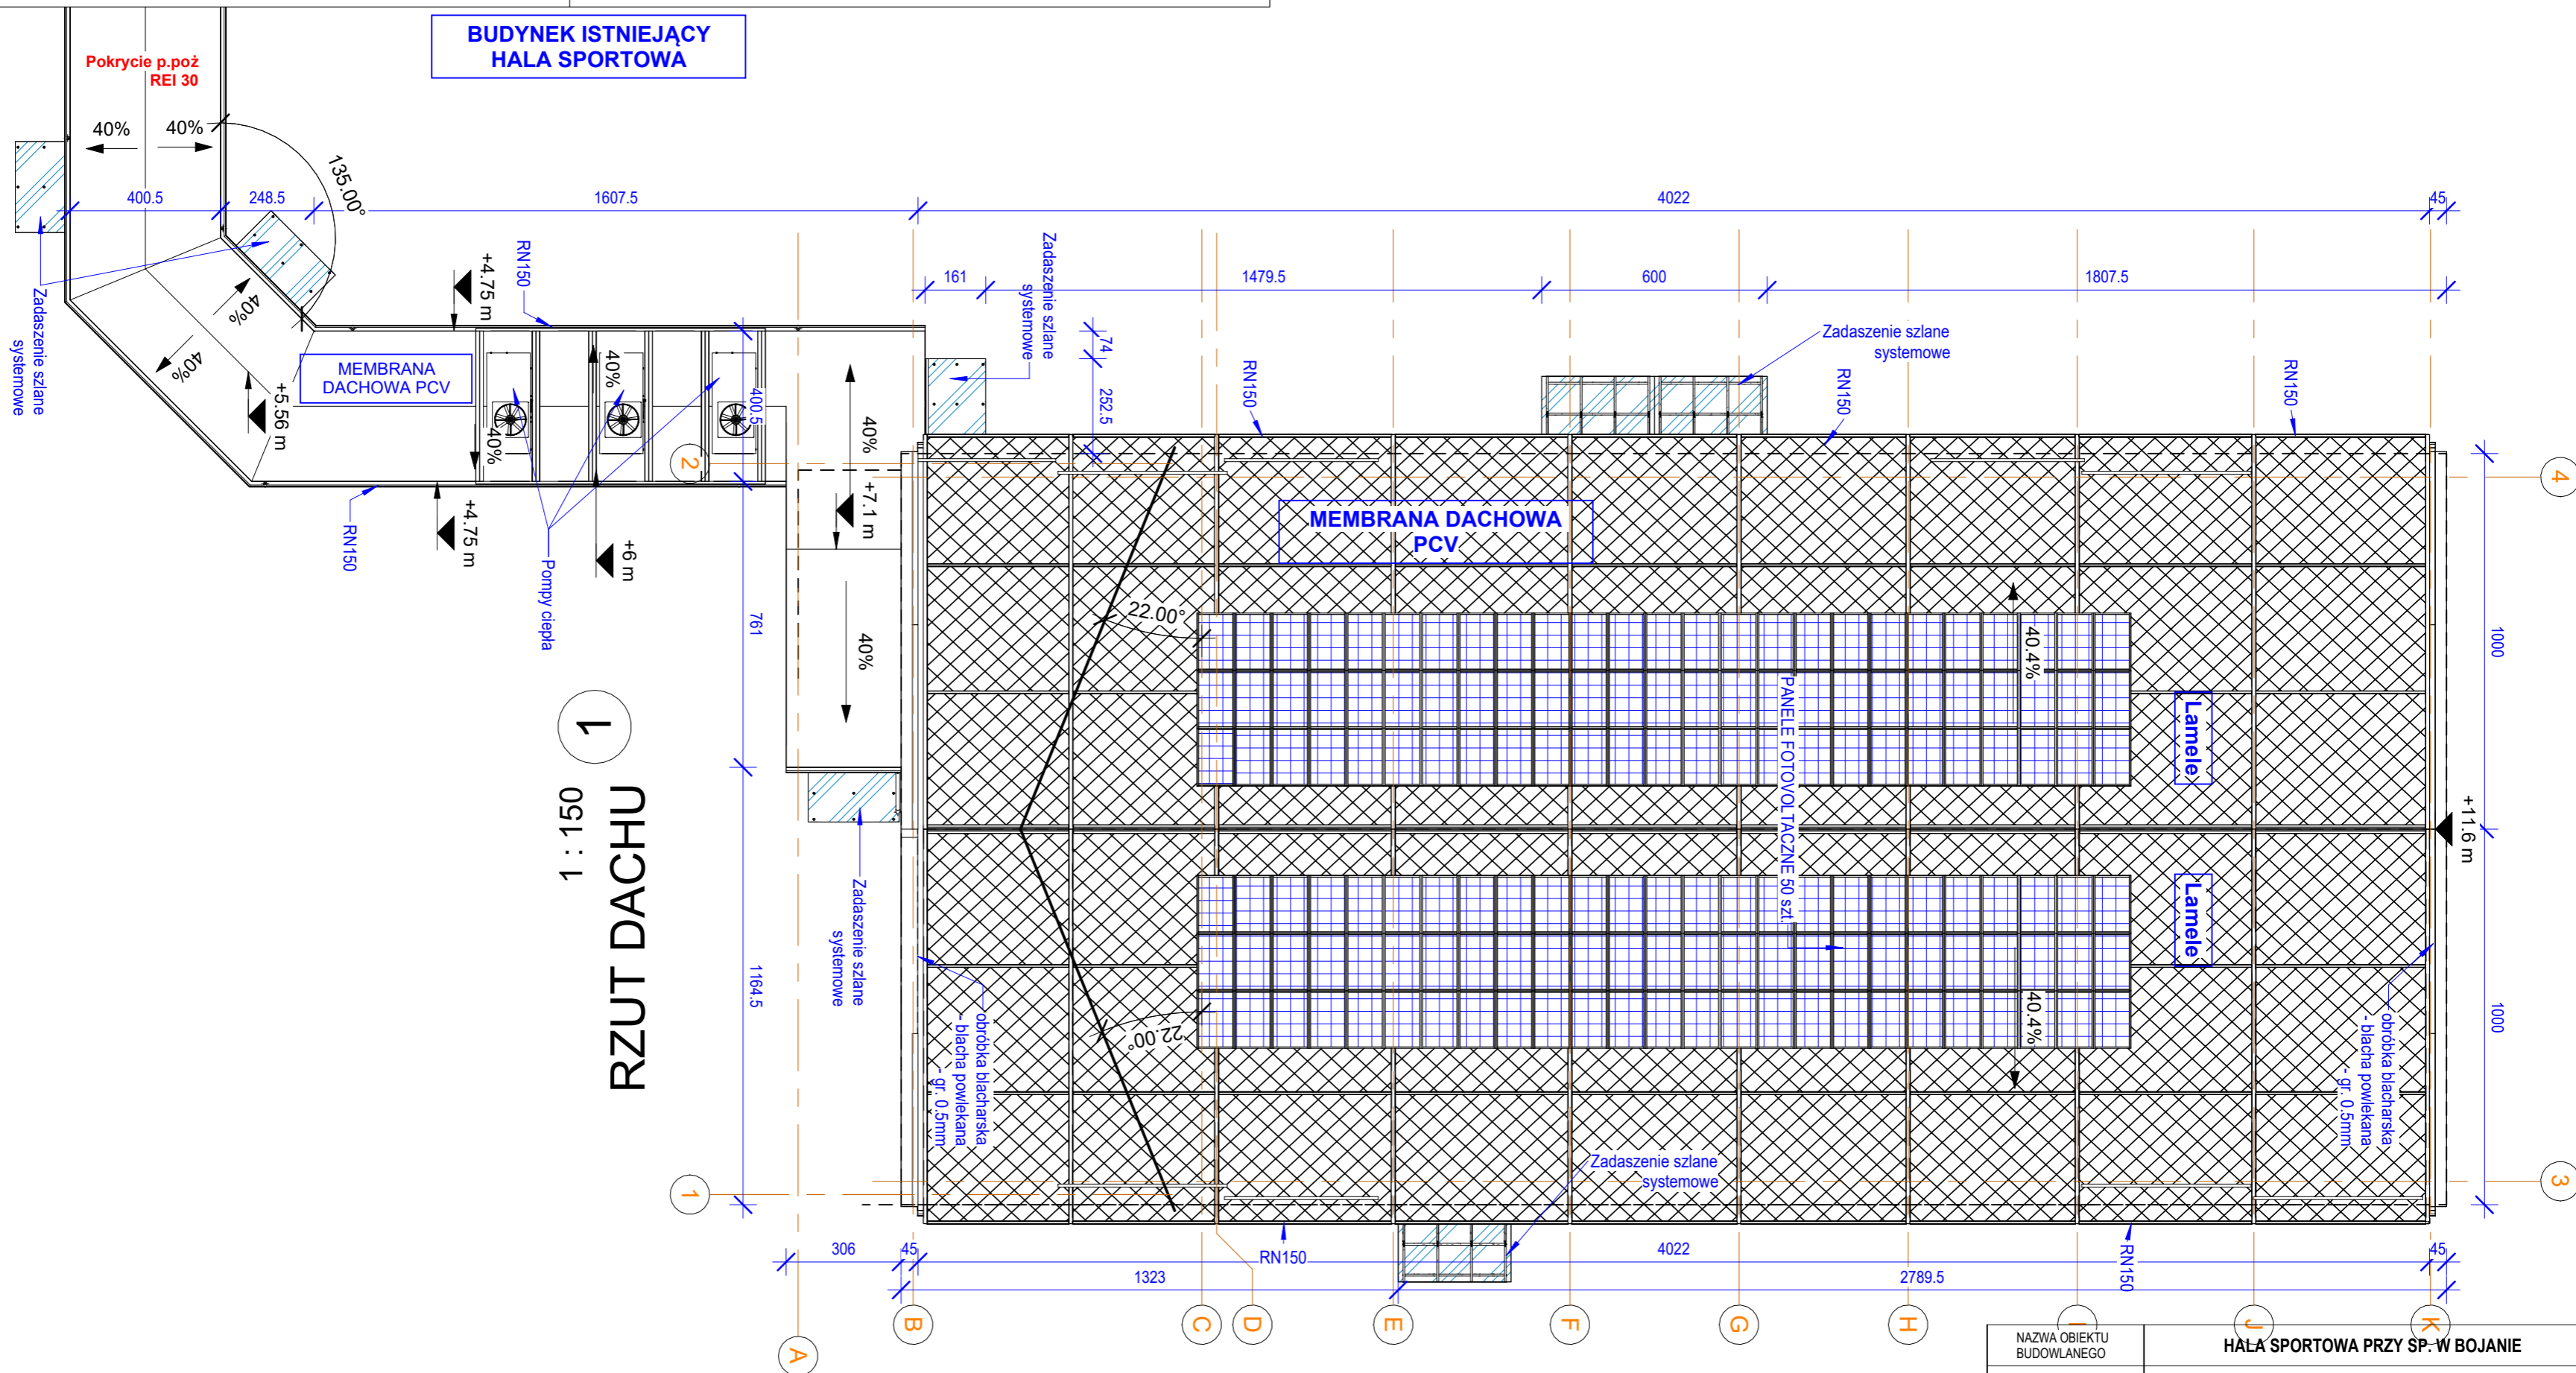 BUDYNEK ISTNIEJĄCY
HALA SPORTOWA
Pokrycie p.poż
REI 30
40%
40%
135.00°
400.5
248.5
1607.5
4022
45
161
1479.5
600
1807.5
Zadaszenie szlane
systemowe
RN150
+4.75 m
Zadaszenie szlane
systemowe
74
252.5
Zadaszenie szlane
systemowe
RN150
RN150
RN150
40%
40%
+5.56 m
MEMBRANA
DACHOWA PCV
40%
40%
400.5
40%
+7.1 m
40%
2
4
RN150
+4.75 m
+6 m
Pompy ciepła
761
1164.5
MEMBRANA DACHOWA
PCV
22.00°
22.00°
40.4%
40.4%
PANELE FOTOVOLTACZNE 50 szt.
Lamele
Lamele
1000
1000
+11.6 m
1 : 150
1
RZUT DACHU
Zadaszenie szlane
systemowe
obróbka blacharska
- blacha powlekana
- gr. 0.5mm
obróbka blacharska
- blacha powlekana
- gr. 0.5mm
Zadaszenie szlane
systemowe
1
3
306
45
RN150
4022
RN150
45
1323
2789.5
A
B
C
D
E
F
G
H
I
J
K
NAZWA OBIEKTU
BUDOWLANEGO
HALA SPORTOWA PRZY SP. W BOJANIE